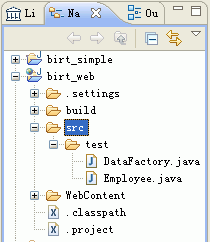 Li Na Ou
birt_simple
birt_web
.settings
build
src
test
DataFactory.java
Employee.java
WebContent
.classpath
.project